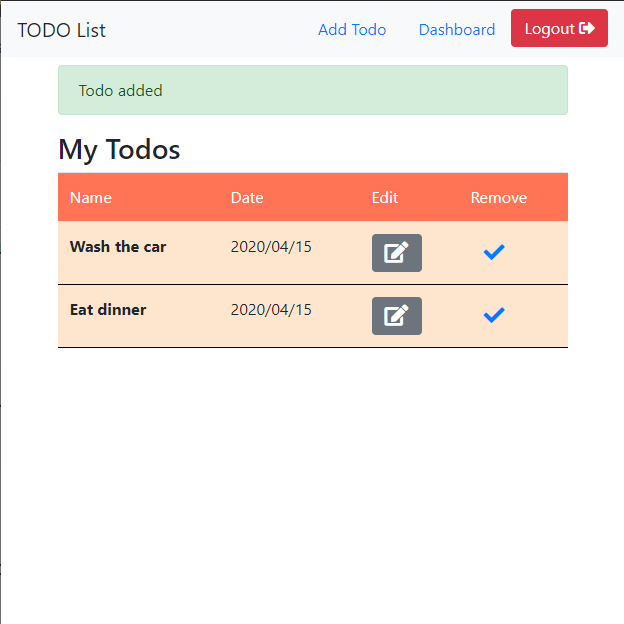 TODO List Add Todo Dashboard Logout
Todo added
My Todos
Name Date Edit Remove
Wash the car 2020/04/15
Eat dinner 2020/04/15